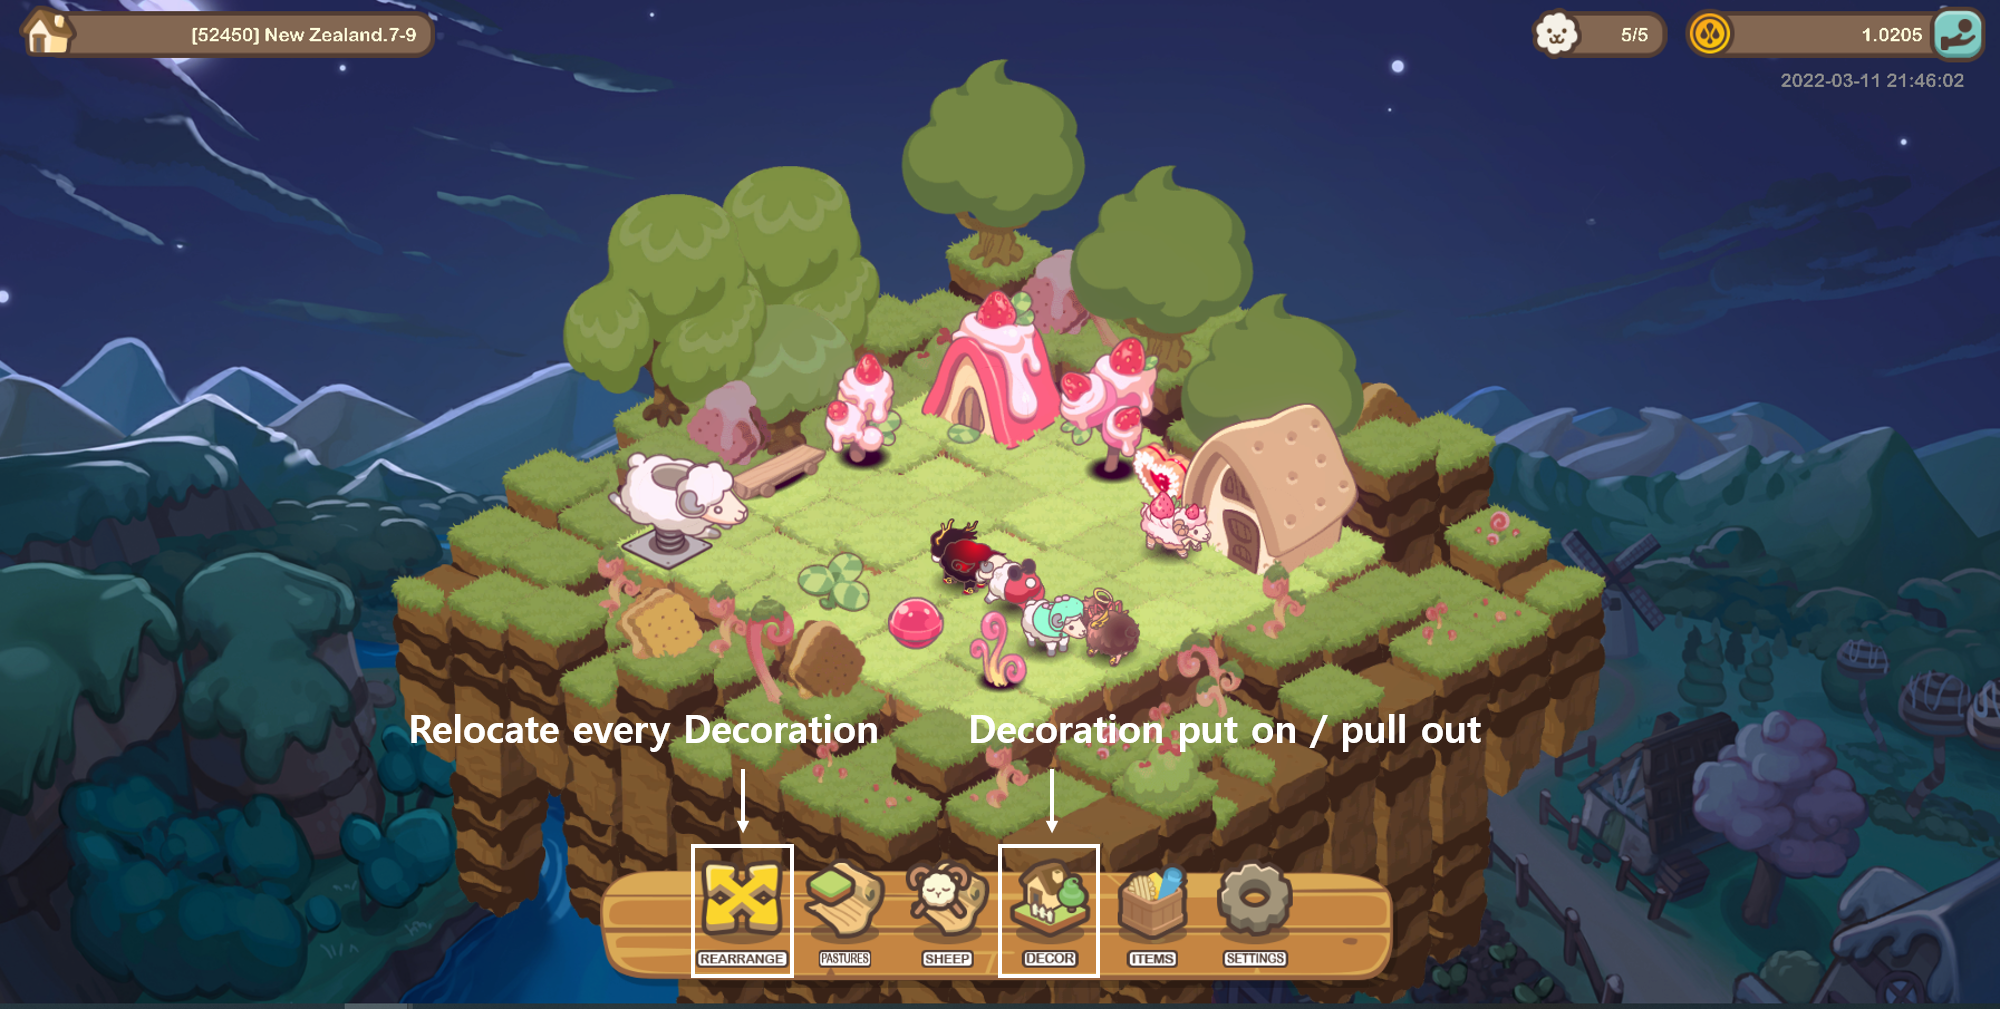 [52450] New Zealand.7-9
5/5
1.0205
2022-03-11 21:46:02
Relocate every Decoration
Decoration put on / pull out
REARRANGE
PASTURES
SHEEP
DECOR
ITEMS
SETTINGS